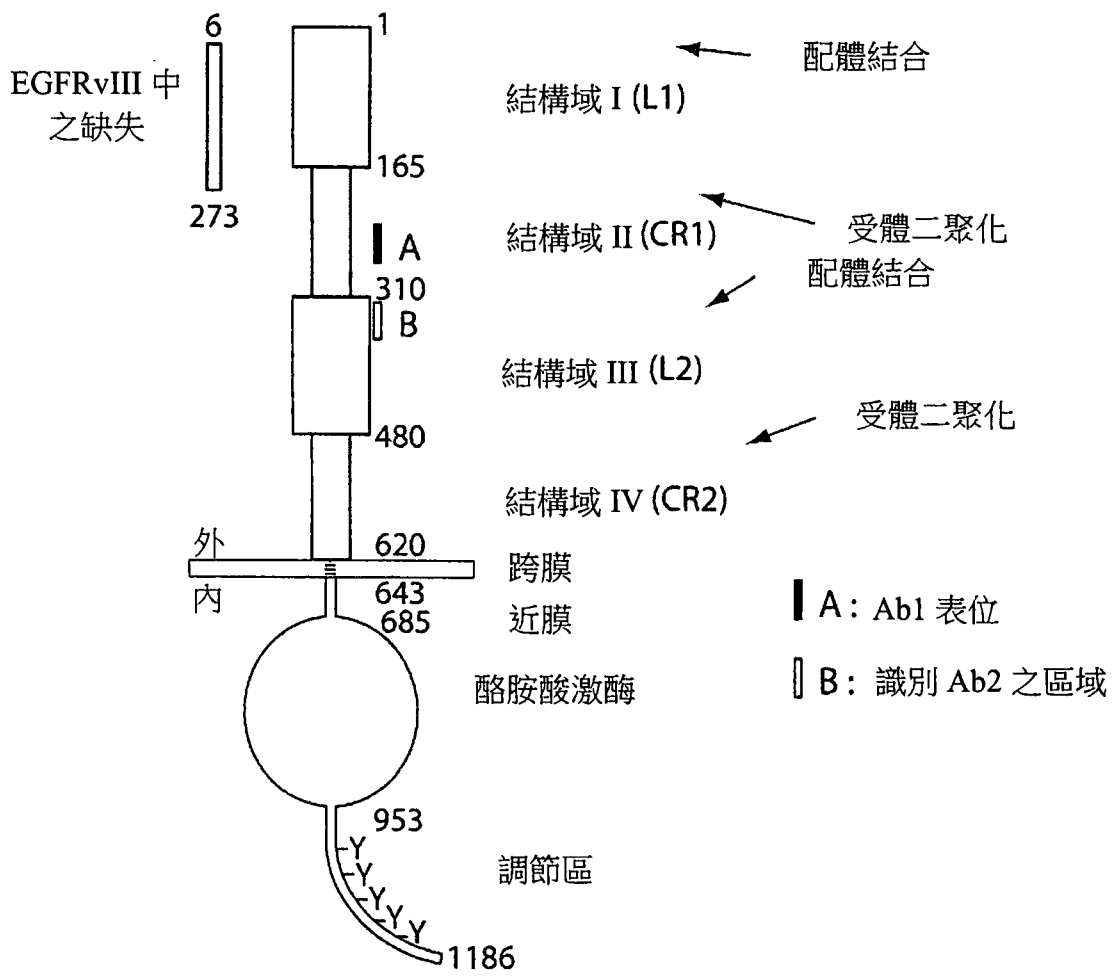 6
1
EGFRvIII 中
之缺失
配體結合
結構域 I (L1)
165
273
A
結構域 II (CR1)
受體二聚化
310
配體結合
B
結構域 III (L2)
480
受體二聚化
結構域 IV (CR2)
外
620
跨膜
內
643
685
近膜
A: Ab1 表位
酪胺酸激酶
B: 識別 Ab2 之區域
953
Y
Y
Y
Y
Y
調節區
1186